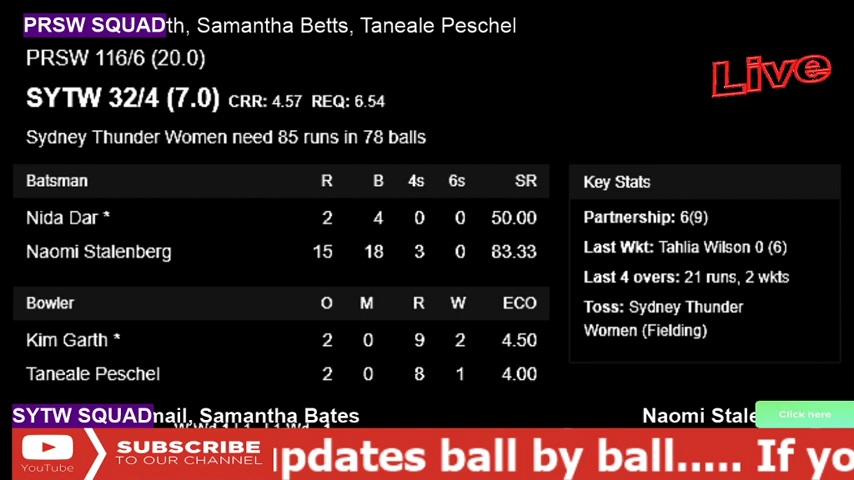 PRSW SQUAD th, Samantha Betts, Taneale Peschel
PRSW 116/6 (20.0)
Live
SYTW 32/4 (7.0) CRR: 4.57 REQ: 6.54
Sydney Thunder Women need 85 runs in 78 balls
Batsman R B 4s 6s SR
Nida Dar * 2 4 0 0 50.00
Naomi Stalenberg 15 18 3 0 83.33
Bowler O M R W ECO
Kim Garth * 2 0 9 2 4.50
Taneale Peschel 2 0 8 1 4.00
Key Stats
Partnership: 6(9)
Last Wkt: Tahlia Wilson 0 (6)
Last 4 overs: 21 runs, 2 wkts
Toss: Sydney Thunder
Women (Fielding)
SYTW SQUAD mail, Samantha Bates Naomi Stale
Click here
YouTube
SUBSCRIBE
TO OUR CHANNEL
pdates ball by ball..... If yo